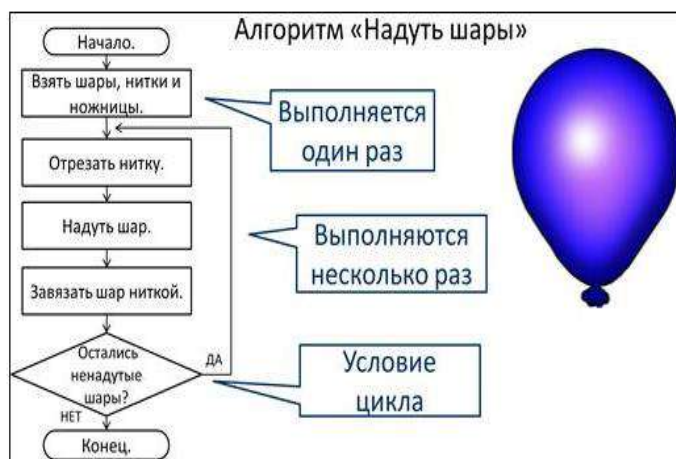 Алгоритм «Надуть шары»
Начало.
Взять шары, нитки и
ножницы.
Выполняется
один раз
Отрезать нитку.
Надуть шар.
Завязать шар ниткой.
Выполняются
несколько раз
Остались
ненадутые
шары?
ДА
НЕТ
Условие
цикла
Конец.